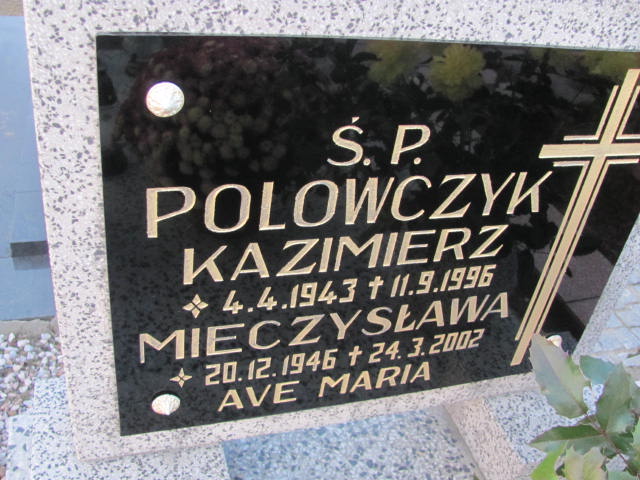 Ś. P.
POLOWCZYK
KAZIMIERZ
4.4.1943 † 11.9.1996
MIECZYSŁAWA
20.12.1946 † 24.3.2002
AVE MARIA